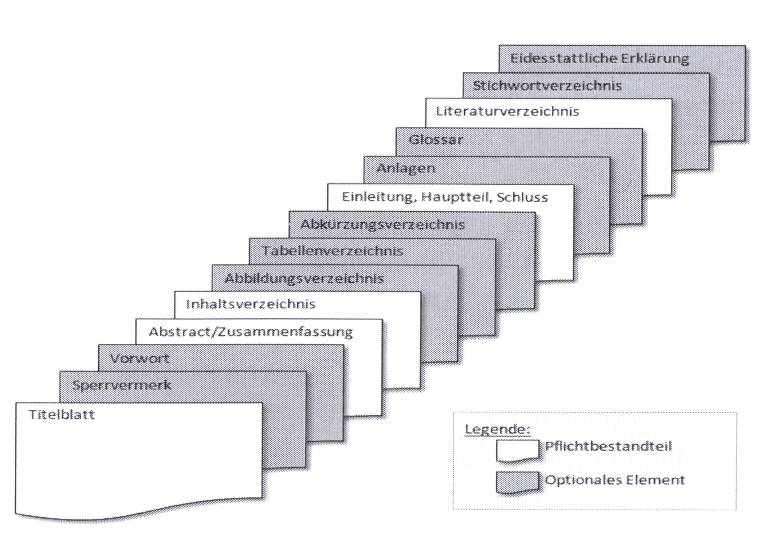 Eidesstattliche Erklärung
Stichwortverzeichnis
Literaturverzeichnis
Glossar
Anlagen
Einleitung, Hauptteil, Schluss
Abkürzungsverzeichnis
Tabellenverzeichnis
Abbildungsverzeichnis
Inhaltsverzeichnis
Abstract/Zusammenfassung
Vorwort
Sperrvermerk
Titelblatt
Legende:
Pflichtbestandteil
Optionales Element